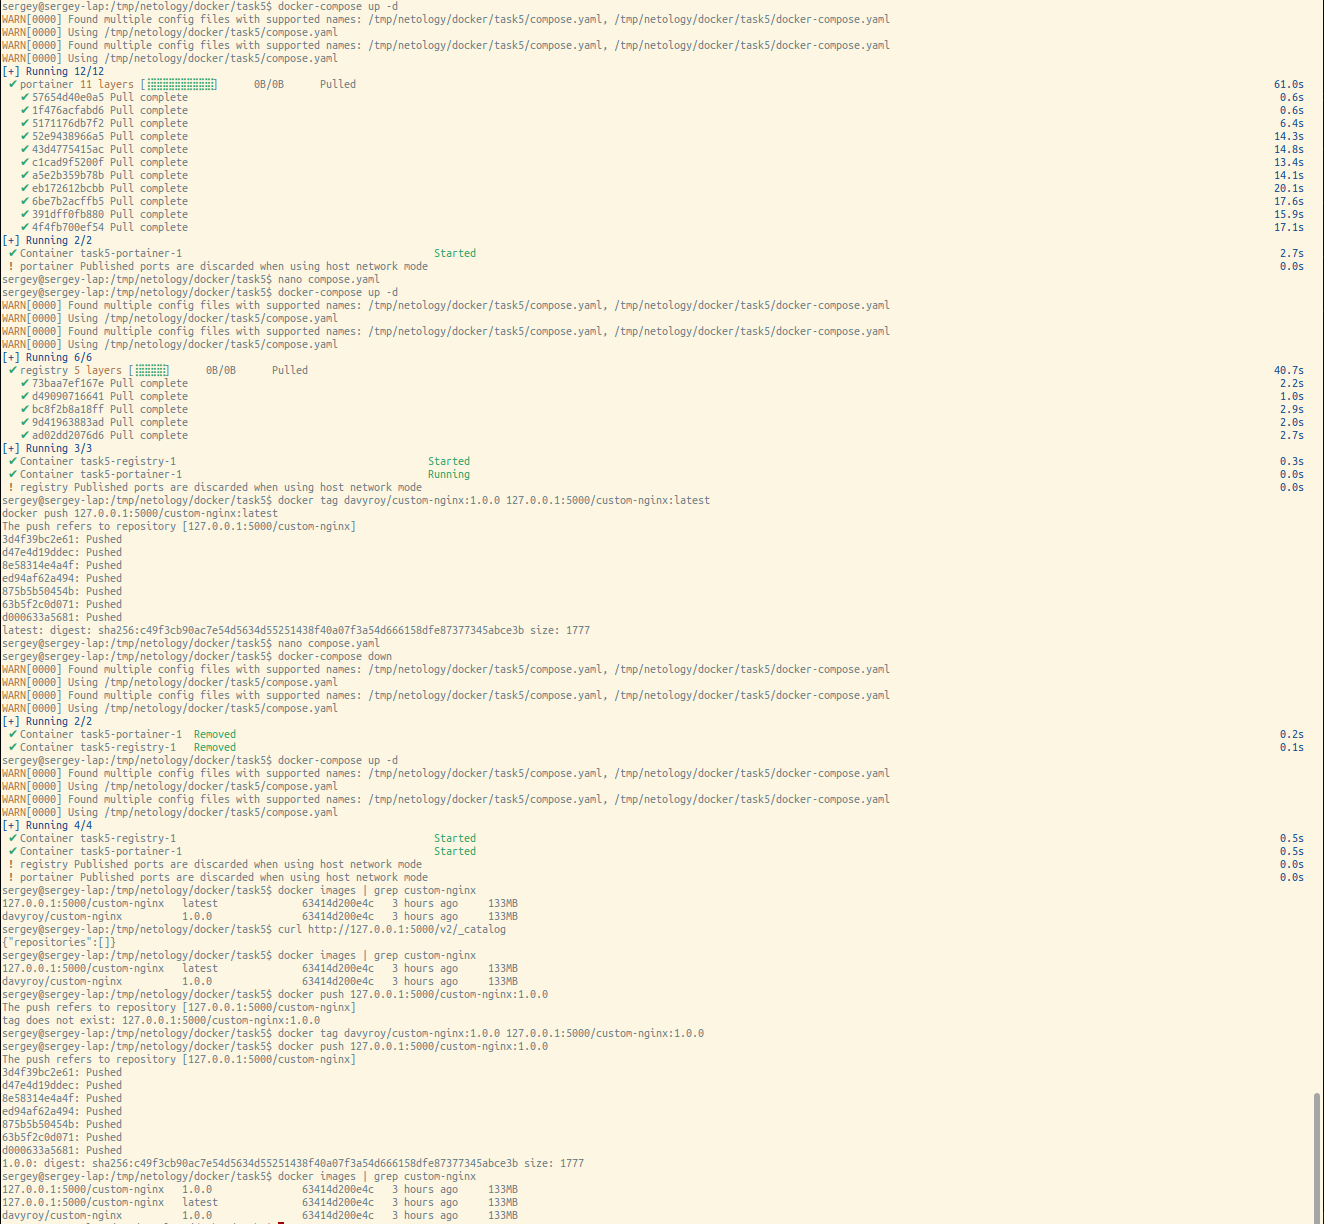 sergey@sergey-lap:/tmp/netology/docker/task5$ docker-compose up -d
WARN[0000] Found multiple config files with supported names: /tmp/netology/docker/task5/compose.yaml, /tmp/netology/docker/task5/docker-compose.yaml
WARN[0000] Using /tmp/netology/docker/task5/compose.yaml
WARN[0000] Found multiple config files with supported names: /tmp/netology/docker/task5/compose.yaml, /tmp/netology/docker/task5/docker-compose.yaml
WARN[0000] Using /tmp/netology/docker/task5/compose.yaml
[+] Running 12/12
✔ portainer 11 layers [⣿⣿⣿⣿⣿⣿⣿⣿⣿⣿⣿] 0B/0B Pulled 61.0s
✔ 57654d40e0a5 Pull complete 0.6s
✔ 1f476acfabd6 Pull complete 0.6s
✔ 5171176db7f2 Pull complete 6.4s
✔ 52e9438966a5 Pull complete 14.3s
✔ 43d4775415ac Pull complete 14.8s
✔ c1cad9f5200f Pull complete 13.4s
✔ a5e2b359b78b Pull complete 14.1s
✔ eb172612bcbb Pull complete 20.1s
✔ 6be7b2acffb5 Pull complete 17.6s
✔ 391dff0fb880 Pull complete 15.9s
✔ 4f4fb700ef54 Pull complete 17.1s
[+] Running 2/2
✔ Container task5-portainer-1 Started 2.7s
! portainer Published ports are discarded when using host network mode 0.0s
sergey@sergey-lap:/tmp/netology/docker/task5$ nano compose.yaml
sergey@sergey-lap:/tmp/netology/docker/task5$ docker-compose up -d
WARN[0000] Found multiple config files with supported names: /tmp/netology/docker/task5/compose.yaml, /tmp/netology/docker/task5/docker-compose.yaml
WARN[0000] Using /tmp/netology/docker/task5/compose.yaml
WARN[0000] Found multiple config files with supported names: /tmp/netology/docker/task5/compose.yaml, /tmp/netology/docker/task5/docker-compose.yaml
WARN[0000] Using /tmp/netology/docker/task5/compose.yaml
[+] Running 6/6
✔ registry 5 layers [⣿⣿⣿⣿⣿] 0B/0B Pulled 40.7s
✔ 73baa7ef167e Pull complete 2.2s
✔ d49090716641 Pull complete 1.0s
✔ bc8f2b8a18ff Pull complete 2.9s
✔ 9d41963883ad Pull complete 2.0s
✔ ad02dd2076d6 Pull complete 2.7s
[+] Running 3/3
✔ Container task5-registry-1 Started 0.3s
✔ Container task5-portainer-1 Running 0.0s
! registry Published ports are discarded when using host network mode 0.0s
sergey@sergey-lap:/tmp/netology/docker/task5$ docker tag davyroy/custom-nginx:1.0.0 127.0.0.1:5000/custom-nginx:latest
docker push 127.0.0.1:5000/custom-nginx:latest
The push refers to repository [127.0.0.1:5000/custom-nginx]
3d4f39bc2e61: Pushed
d47e4d19ddec: Pushed
8e58314e4a4f: Pushed
ed94af62a494: Pushed
875b5b50454b: Pushed
63b5f2c0d071: Pushed
d000633a5681: Pushed
latest: digest: sha256:c49f3cb90ac7e54d5634d55251438f40a07f3a54d666158dfe87377345abce3b size: 1777
sergey@sergey-lap:/tmp/netology/docker/task5$ nano compose.yaml
sergey@sergey-lap:/tmp/netology/docker/task5$ docker-compose down
WARN[0000] Found multiple config files with supported names: /tmp/netology/docker/task5/compose.yaml, /tmp/netology/docker/task5/docker-compose.yaml
WARN[0000] Using /tmp/netology/docker/task5/compose.yaml
WARN[0000] Found multiple config files with supported names: /tmp/netology/docker/task5/compose.yaml, /tmp/netology/docker/task5/docker-compose.yaml
WARN[0000] Using /tmp/netology/docker/task5/compose.yaml
[+] Running 2/2
✔ Container task5-portainer-1 Removed 0.2s
✔ Container task5-registry-1 Removed 0.1s
sergey@sergey-lap:/tmp/netology/docker/task5$ docker-compose up -d
WARN[0000] Found multiple config files with supported names: /tmp/netology/docker/task5/compose.yaml, /tmp/netology/docker/task5/docker-compose.yaml
WARN[0000] Using /tmp/netology/docker/task5/compose.yaml
WARN[0000] Found multiple config files with supported names: /tmp/netology/docker/task5/compose.yaml, /tmp/netology/docker/task5/docker-compose.yaml
WARN[0000] Using /tmp/netology/docker/task5/compose.yaml
[+] Running 4/4
✔ Container task5-registry-1 Started 0.5s
✔ Container task5-portainer-1 Started 0.5s
! registry Published ports are discarded when using host network mode 0.0s
! portainer Published ports are discarded when using host network mode 0.0s
sergey@sergey-lap:/tmp/netology/docker/task5$ docker images | grep custom-nginx
127.0.0.1:5000/custom-nginx latest 63414d200e4c 3 hours ago 133MB
davyroy/custom-nginx 1.0.0 63414d200e4c 3 hours ago 133MB
sergey@sergey-lap:/tmp/netology/docker/task5$ curl http://127.0.0.1:5000/v2/_catalog
{"repositories":[]}
sergey@sergey-lap:/tmp/netology/docker/task5$ docker images | grep custom-nginx
127.0.0.1:5000/custom-nginx latest 63414d200e4c 3 hours ago 133MB
davyroy/custom-nginx 1.0.0 63414d200e4c 3 hours ago 133MB
sergey@sergey-lap:/tmp/netology/docker/task5$ docker push 127.0.0.1:5000/custom-nginx:1.0.0
The push refers to repository [127.0.0.1:5000/custom-nginx]
tag does not exist: 127.0.0.1:5000/custom-nginx:1.0.0
sergey@sergey-lap:/tmp/netology/docker/task5$ docker tag davyroy/custom-nginx:1.0.0 127.0.0.1:5000/custom-nginx:1.0.0
sergey@sergey-lap:/tmp/netology/docker/task5$ docker push 127.0.0.1:5000/custom-nginx:1.0.0
The push refers to repository [127.0.0.1:5000/custom-nginx]
3d4f39bc2e61: Pushed
d47e4d19ddec: Pushed
8e58314e4a4f: Pushed
ed94af62a494: Pushed
875b5b50454b: Pushed
63b5f2c0d071: Pushed
d000633a5681: Pushed
1.0.0: digest: sha256:c49f3cb90ac7e54d5634d55251438f40a07f3a54d666158dfe87377345abce3b size: 1777
sergey@sergey-lap:/tmp/netology/docker/task5$ docker images | grep custom-nginx
127.0.0.1:5000/custom-nginx 1.0.0 63414d200e4c 3 hours ago 133MB
127.0.0.1:5000/custom-nginx latest 63414d200e4c 3 hours ago 133MB
davyroy/custom-nginx 1.0.0 63414d200e4c 3 hours ago 133MB